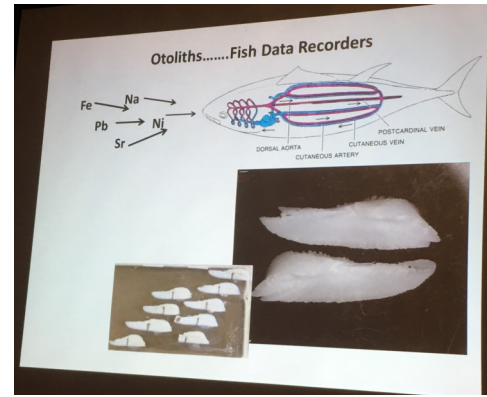 Otoliths.......Fish Data Recorders
Fe
Na
Pb
Ni
Sr
POSTCARDINAL VEIN
DORSAL AORTA
CUTANEOUS VEIN
CUTANEOUS ARTERY